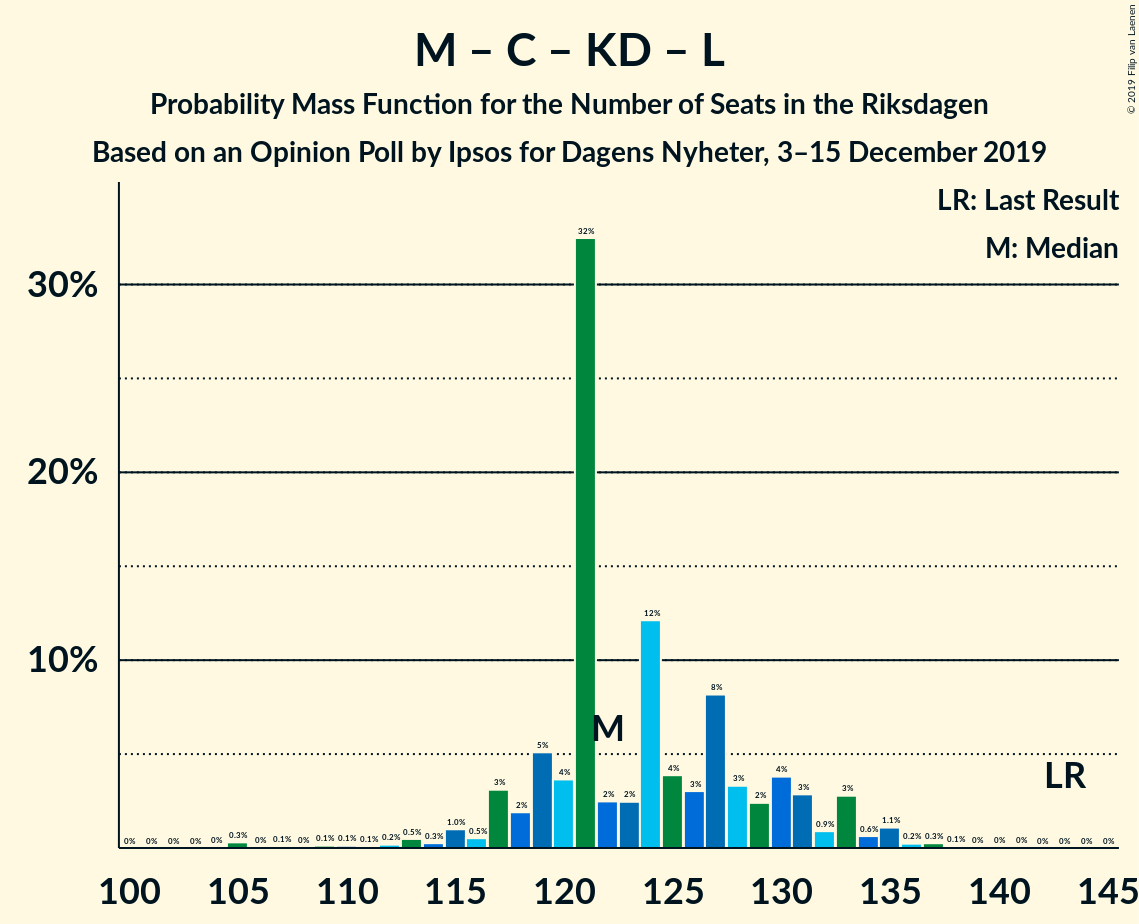 M – C – KD – L
Probability Mass Function for the Number of Seats in the Riksdagen
Based on an Opinion Poll by Ipsos for Dagens Nyheter, 3–15 December 2019
© 2019 Filip van Laenen
LR: Last Result
M: Median
30%
20%
10%
0% 0% 0% 0% 0% 0.3% 0% 0.1% 0% 0.1% 0.1% 0.1% 0.2% 0.5% 0.3% 1.0% 0.5% 3% 2% 5% 4% 32% 2% 2% 12% 4% 3% 8% 3% 2% 4% 3% 0.9% 3% 0.6% 1.1% 0.2% 0.3% 0.1% 0% 0% 0% 0% 0% 0% 0%
M
LR
100 105 110 115 120 125 130 135 140 145